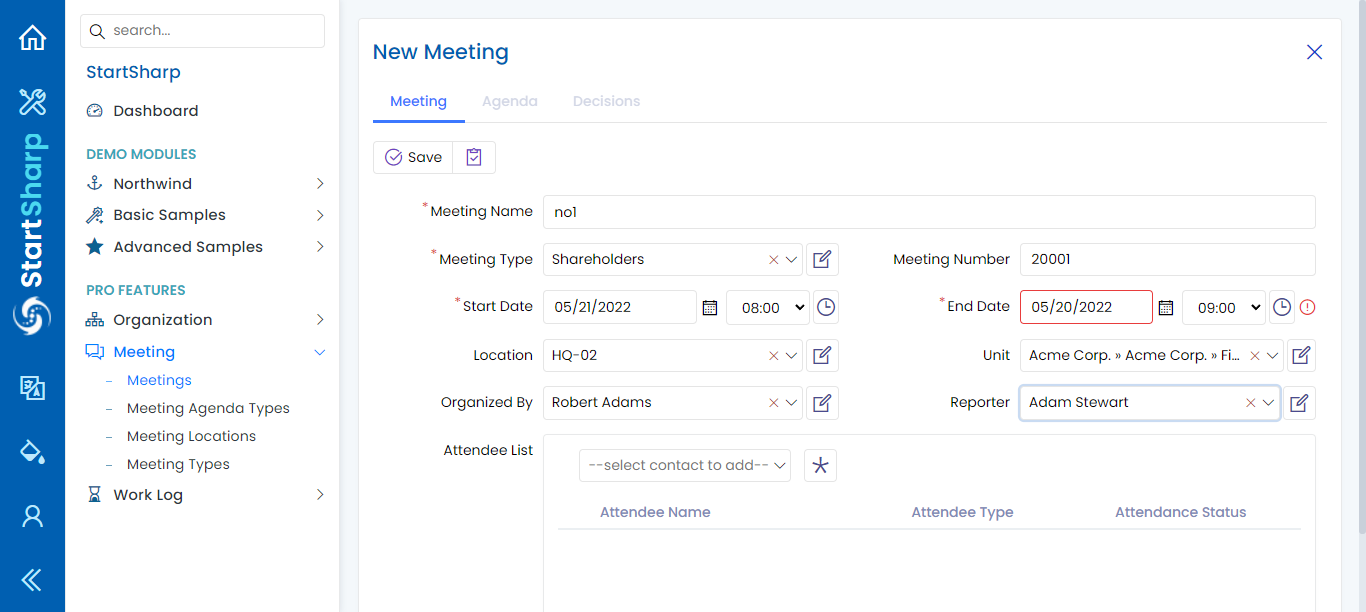 StartSharp
search...
StartSharp
Dashboard
DEMO MODULES
Northwind
Basic Samples
Advanced Samples
PRO FEATURES
Organization
Meeting
– Meetings
– Meeting Agenda Types
– Meeting Locations
– Meeting Types
Work Log
New Meeting
Meeting Agenda Decisions
Save
*Meeting Name no1
*Meeting Type Shareholders Meeting Number 20001
*Start Date 05/21/2022 08:00 *End Date 05/20/2022 09:00
Location HQ-02 Unit Acme Corp. » Acme Corp. » Fi...
Organized By Robert Adams Reporter Adam Stewart
Attendee List
--select contact to add--
Attendee Name Attendee Type Attendance Status